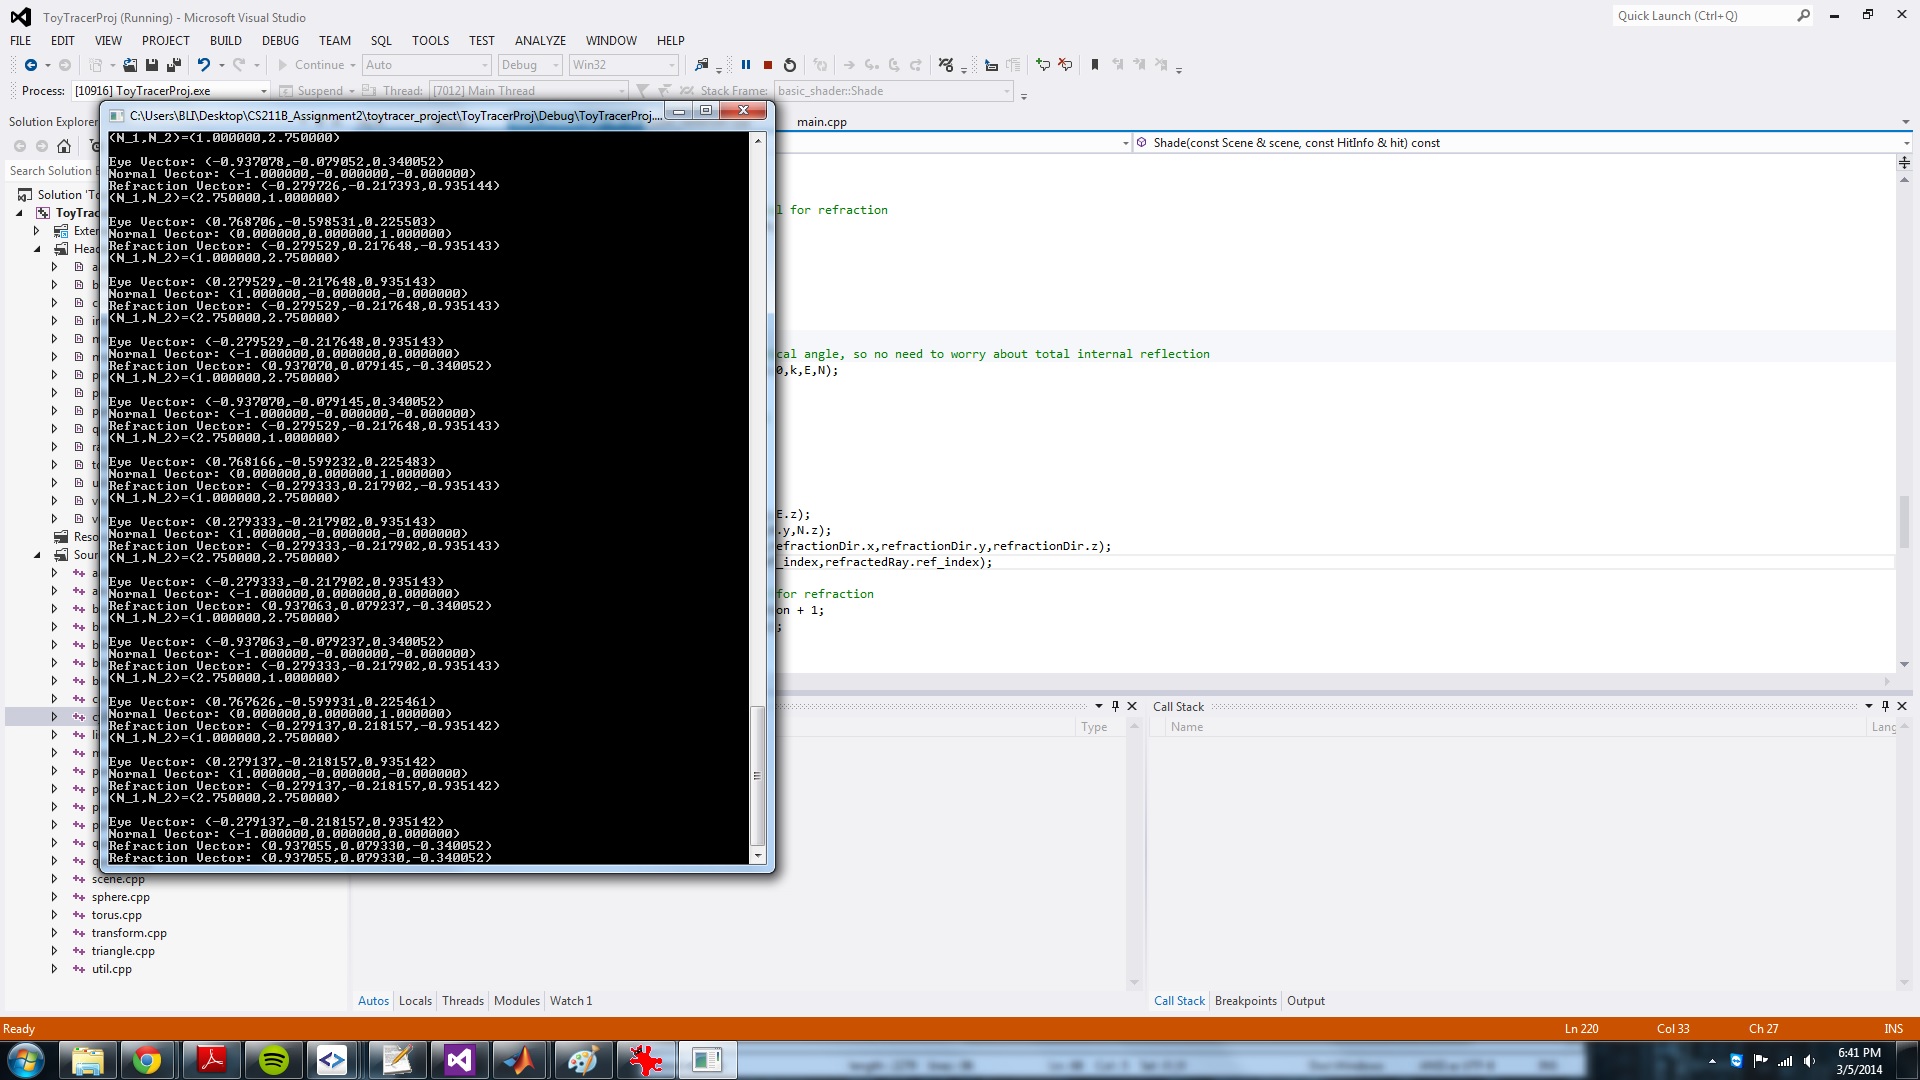 ToyTracerProj (Running) - Microsoft Visual Studio
Quick Launch (Ctrl+Q)
FILE EDIT VIEW PROJECT BUILD DEBUG TEAM SQL TOOLS TEST ANALYZE WINDOW HELP
Continue Auto Debug Win32
Process: [10916] ToyTracerProj.exe Suspend Thread: [7012] Main Thread Stack Frame: basic_shader::Shade
Solution Explorer
C:\Users\BLI\Desktop\CS211B_Assignment2\toytracer_project\ToyTracerProj\Debug\ToyTracerProj....
main.cpp
Shade(const Scene & scene, const HitInfo & hit) const
Search Solution E
Solution 'To
ToyTrac
Exter
Head
Reso
Sour
scene.cpp
sphere.cpp
torus.cpp
transform.cpp
triangle.cpp
util.cpp
(N_1,N_2)=(1.000000,2.750000)
Eye Vector: (-0.937078,-0.079052,0.340052)
Normal Vector: (-1.000000,-0.000000,-0.000000)
Refraction Vector: (-0.279726,-0.217393,0.935144)
(N_1,N_2)=(2.750000,1.000000)
Eye Vector: (0.768706,-0.598531,0.225503)
Normal Vector: (0.000000,0.000000,1.000000)
Refraction Vector: (-0.279529,0.217648,-0.935143)
(N_1,N_2)=(1.000000,2.750000)
Eye Vector: (0.279529,-0.217648,0.935143)
Normal Vector: (1.000000,-0.000000,-0.000000)
Refraction Vector: (-0.279529,-0.217648,0.935143)
(N_1,N_2)=(2.750000,2.750000)
Eye Vector: (-0.279529,-0.217648,0.935143)
Normal Vector: (-1.000000,0.000000,0.000000)
Refraction Vector: (0.937070,0.079145,-0.340052)
(N_1,N_2)=(1.000000,2.750000)
Eye Vector: (-0.937070,-0.079145,0.340052)
Normal Vector: (-1.000000,-0.000000,-0.000000)
Refraction Vector: (-0.279529,-0.217648,0.935143)
(N_1,N_2)=(2.750000,1.000000)
Eye Vector: (0.768166,-0.599232,0.225483)
Normal Vector: (0.000000,0.000000,1.000000)
Refraction Vector: (-0.279333,0.217902,-0.935143)
(N_1,N_2)=(1.000000,2.750000)
Eye Vector: (0.279333,-0.217902,0.935143)
Normal Vector: (1.000000,-0.000000,-0.000000)
Refraction Vector: (-0.279333,-0.217902,0.935143)
(N_1,N_2)=(2.750000,2.750000)
Eye Vector: (-0.279333,-0.217902,0.935143)
Normal Vector: (-1.000000,0.000000,0.000000)
Refraction Vector: (0.937063,0.079237,-0.340052)
(N_1,N_2)=(1.000000,2.750000)
Eye Vector: (-0.937063,-0.079237,0.340052)
Normal Vector: (-1.000000,-0.000000,-0.000000)
Refraction Vector: (-0.279333,-0.217902,0.935143)
(N_1,N_2)=(2.750000,1.000000)
Eye Vector: (0.767626,-0.599931,0.225461)
Normal Vector: (0.000000,0.000000,1.000000)
Refraction Vector: (-0.279137,0.218157,-0.935142)
(N_1,N_2)=(1.000000,2.750000)
Eye Vector: (0.279137,-0.218157,0.935142)
Normal Vector: (1.000000,-0.000000,-0.000000)
Refraction Vector: (-0.279137,-0.218157,0.935142)
(N_1,N_2)=(2.750000,2.750000)
Eye Vector: (-0.279137,-0.218157,0.935142)
Normal Vector: (-1.000000,0.000000,0.000000)
Refraction Vector: (0.937055,0.079330,-0.340052)
Refraction Vector: (0.937055,0.079330,-0.340052)
l for refraction
cal angle, so no need to worry about total internal reflection
0,k,E,N);
E.z);
.y,N.z);
efractionDir.x,refractionDir.y,refractionDir.z);
_index,refractedRay.ref_index);
for refraction
on + 1;
;
Type
Call Stack
Name
Lang
Autos Locals Threads Modules Watch 1
Call Stack Breakpoints Output
Ready
Ln 220 Col 33 Ch 27 INS
6:41 PM
3/5/2014